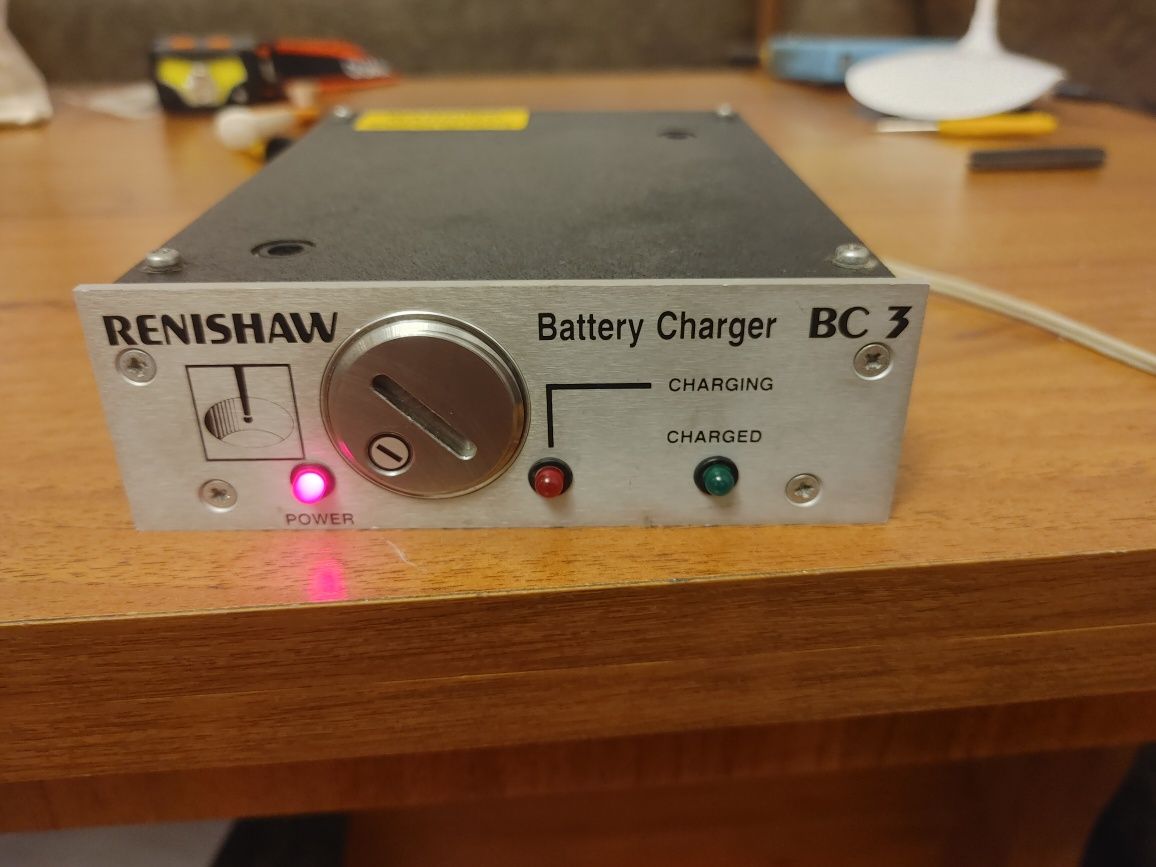 RENISHAW
Battery Charger
BC 3
CHARGING
CHARGED
POWER